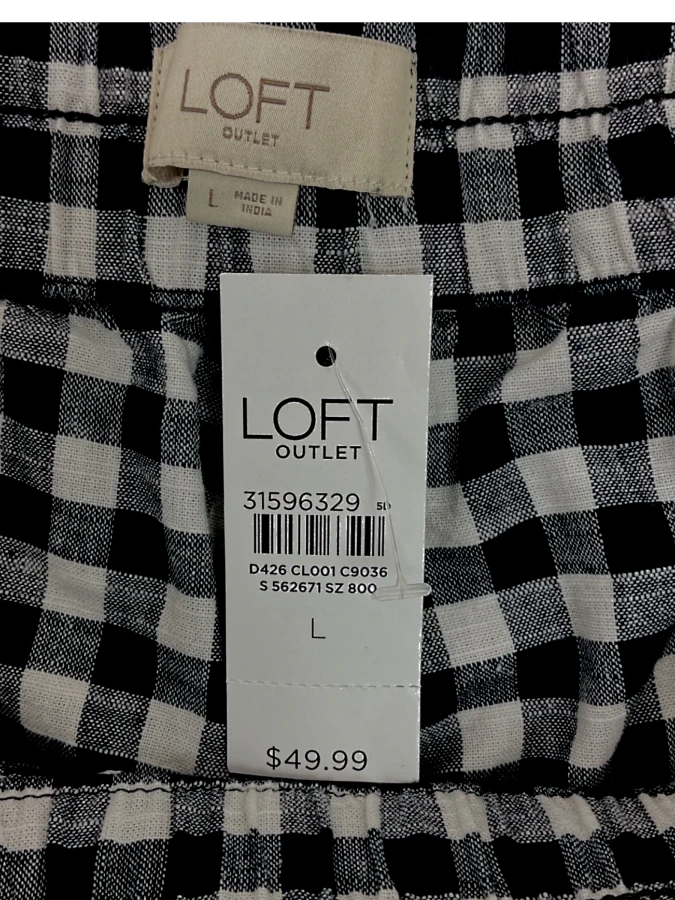 LOFT
OUTLET
L MADE IN
INDIA
LOFT
OUTLET
31596329
D426 CL001 C9036
S 562671 SZ 800
L
$49.99